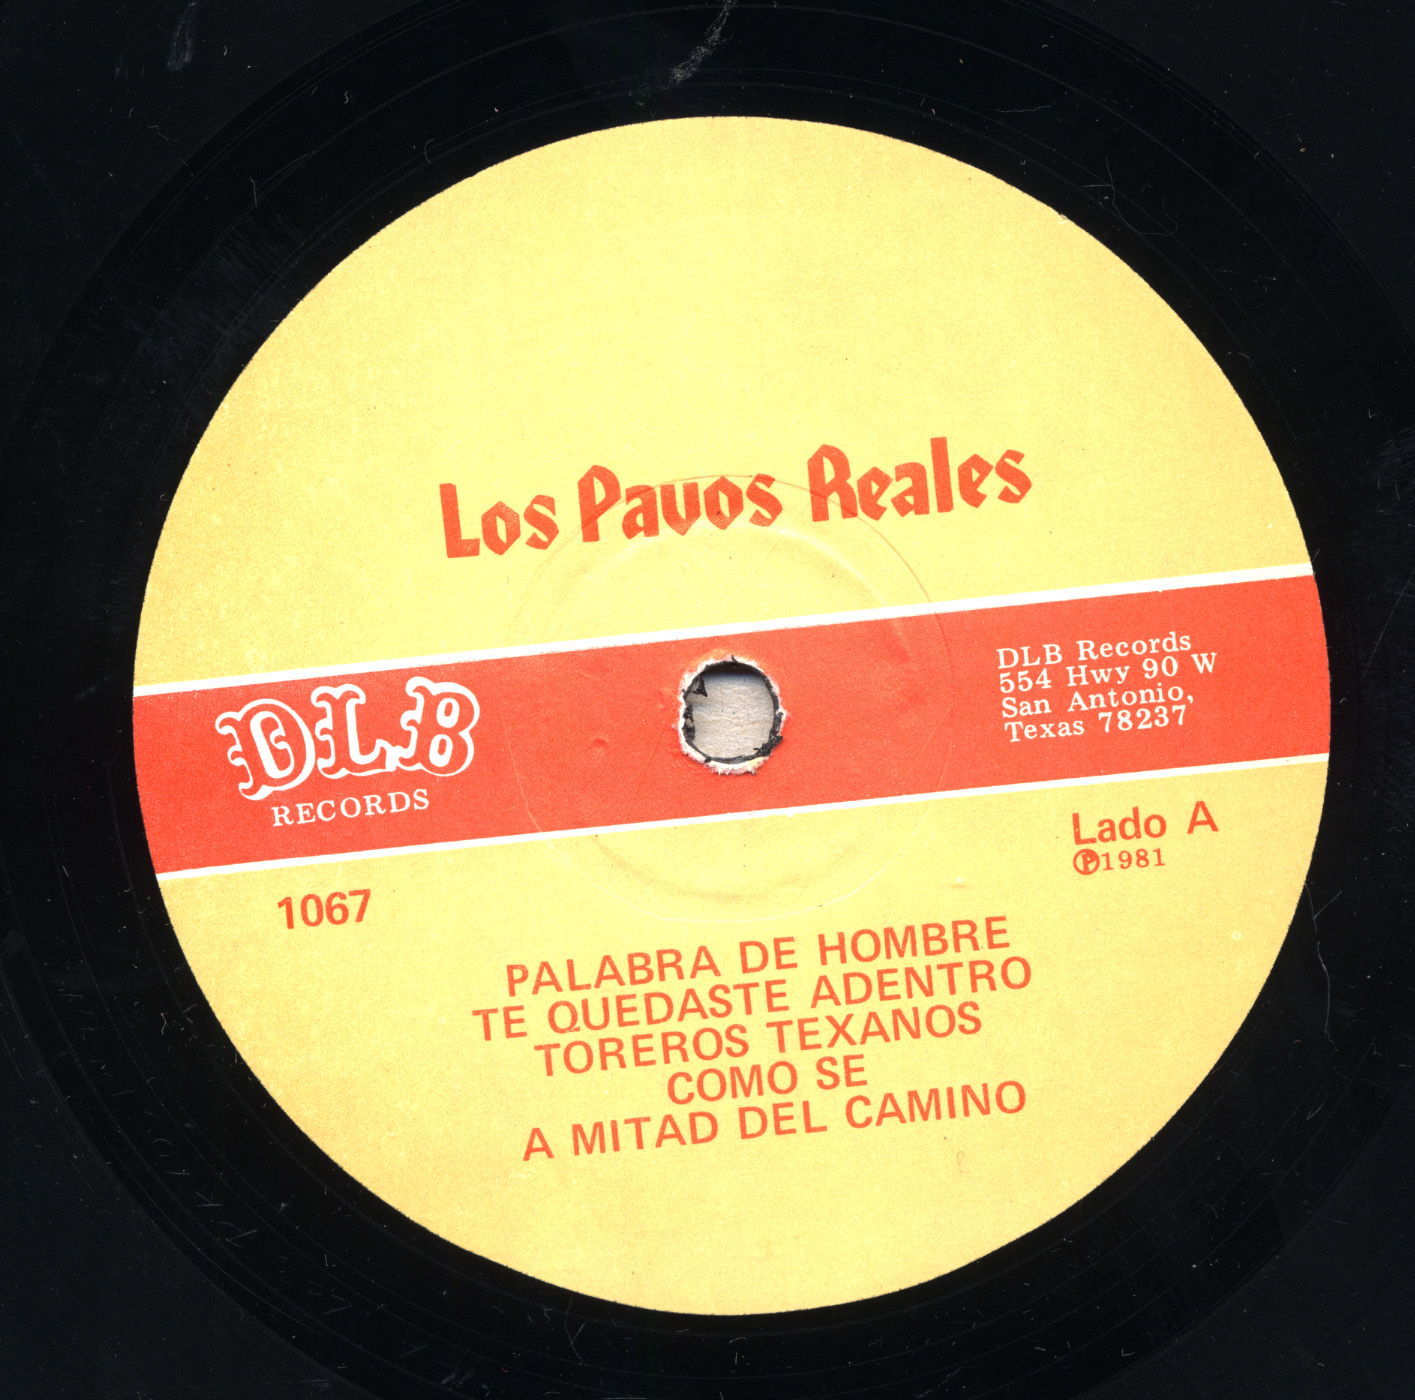 Los Pavos Reales
DLB
RECORDS
DLB Records
554 Hwy 90 W
San Antonio,
Texas 78237
Lado A
℗1981
1067
PALABRA DE HOMBRE
TE QUEDASTE ADENTRO
TOREROS TEXANOS
COMO SE
A MITAD DEL CAMINO